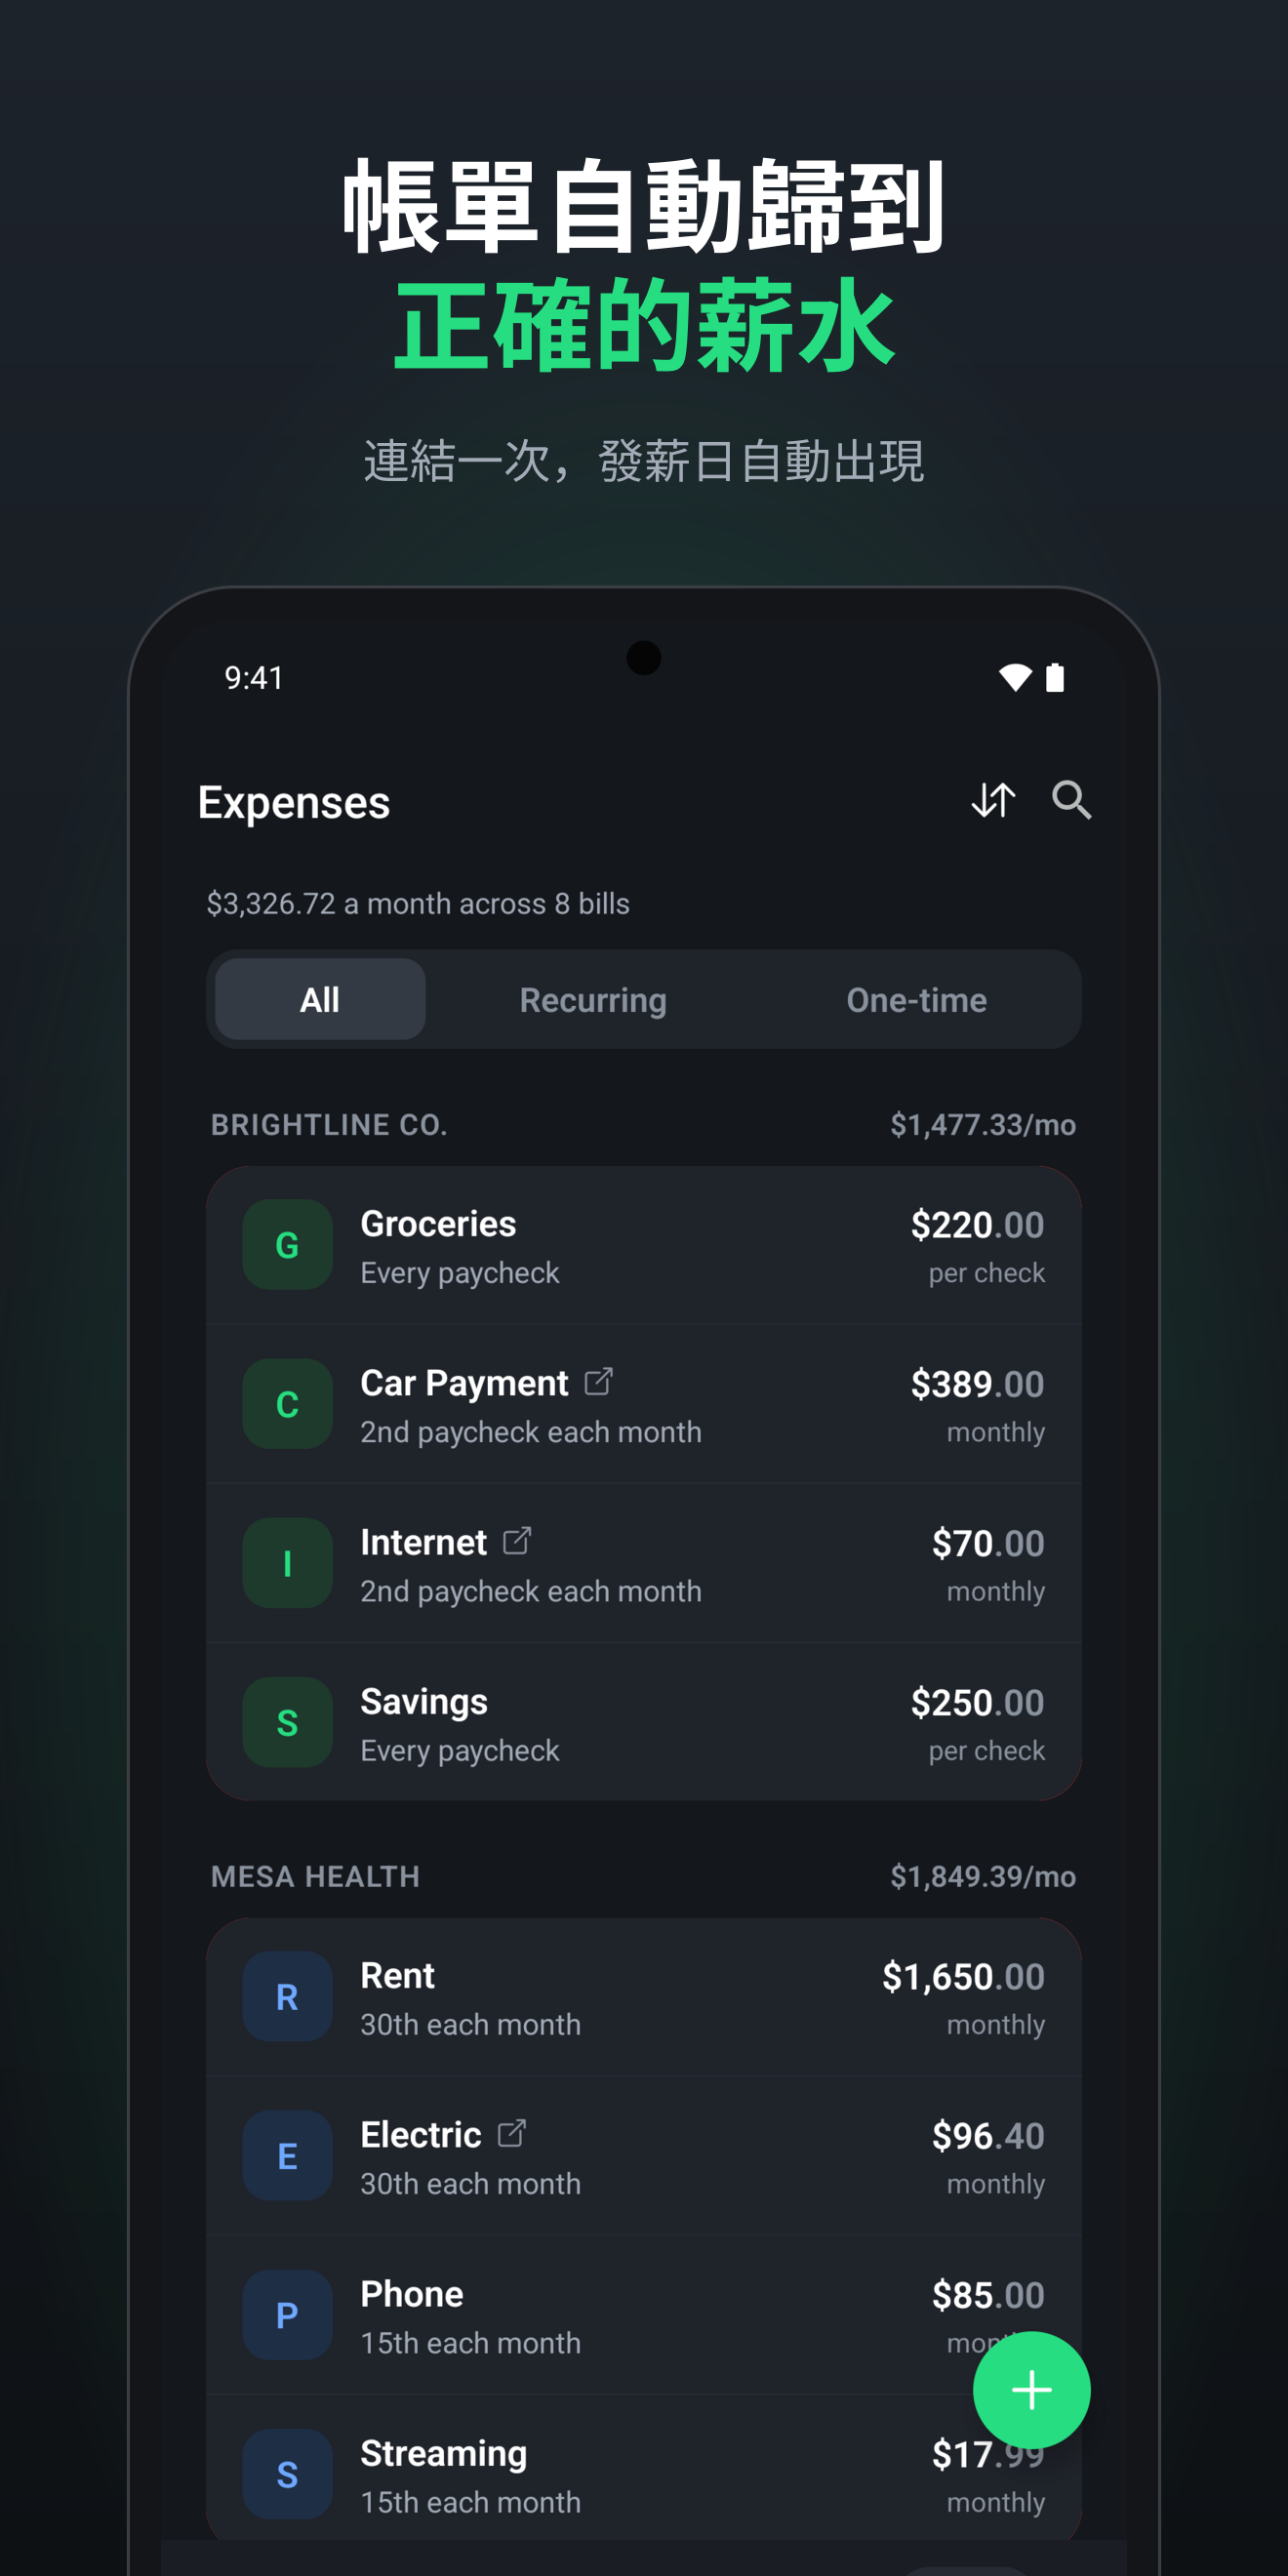 帳單自動歸到
正確的薪水
連結一次，發薪日自動出現
9:41
Expenses
$3,326.72 a month across 8 bills
All Recurring One-time
BRIGHTLINE CO. $1,477.33/mo
G Groceries $220.00
Every paycheck per check
C Car Payment $389.00
2nd paycheck each month monthly
I Internet $70.00
2nd paycheck each month monthly
S Savings $250.00
Every paycheck per check
MESA HEALTH $1,849.39/mo
R Rent $1,650.00
30th each month monthly
E Electric $96.40
30th each month monthly
P Phone $85.00
15th each month
S Streaming $17.99
15th each month monthly